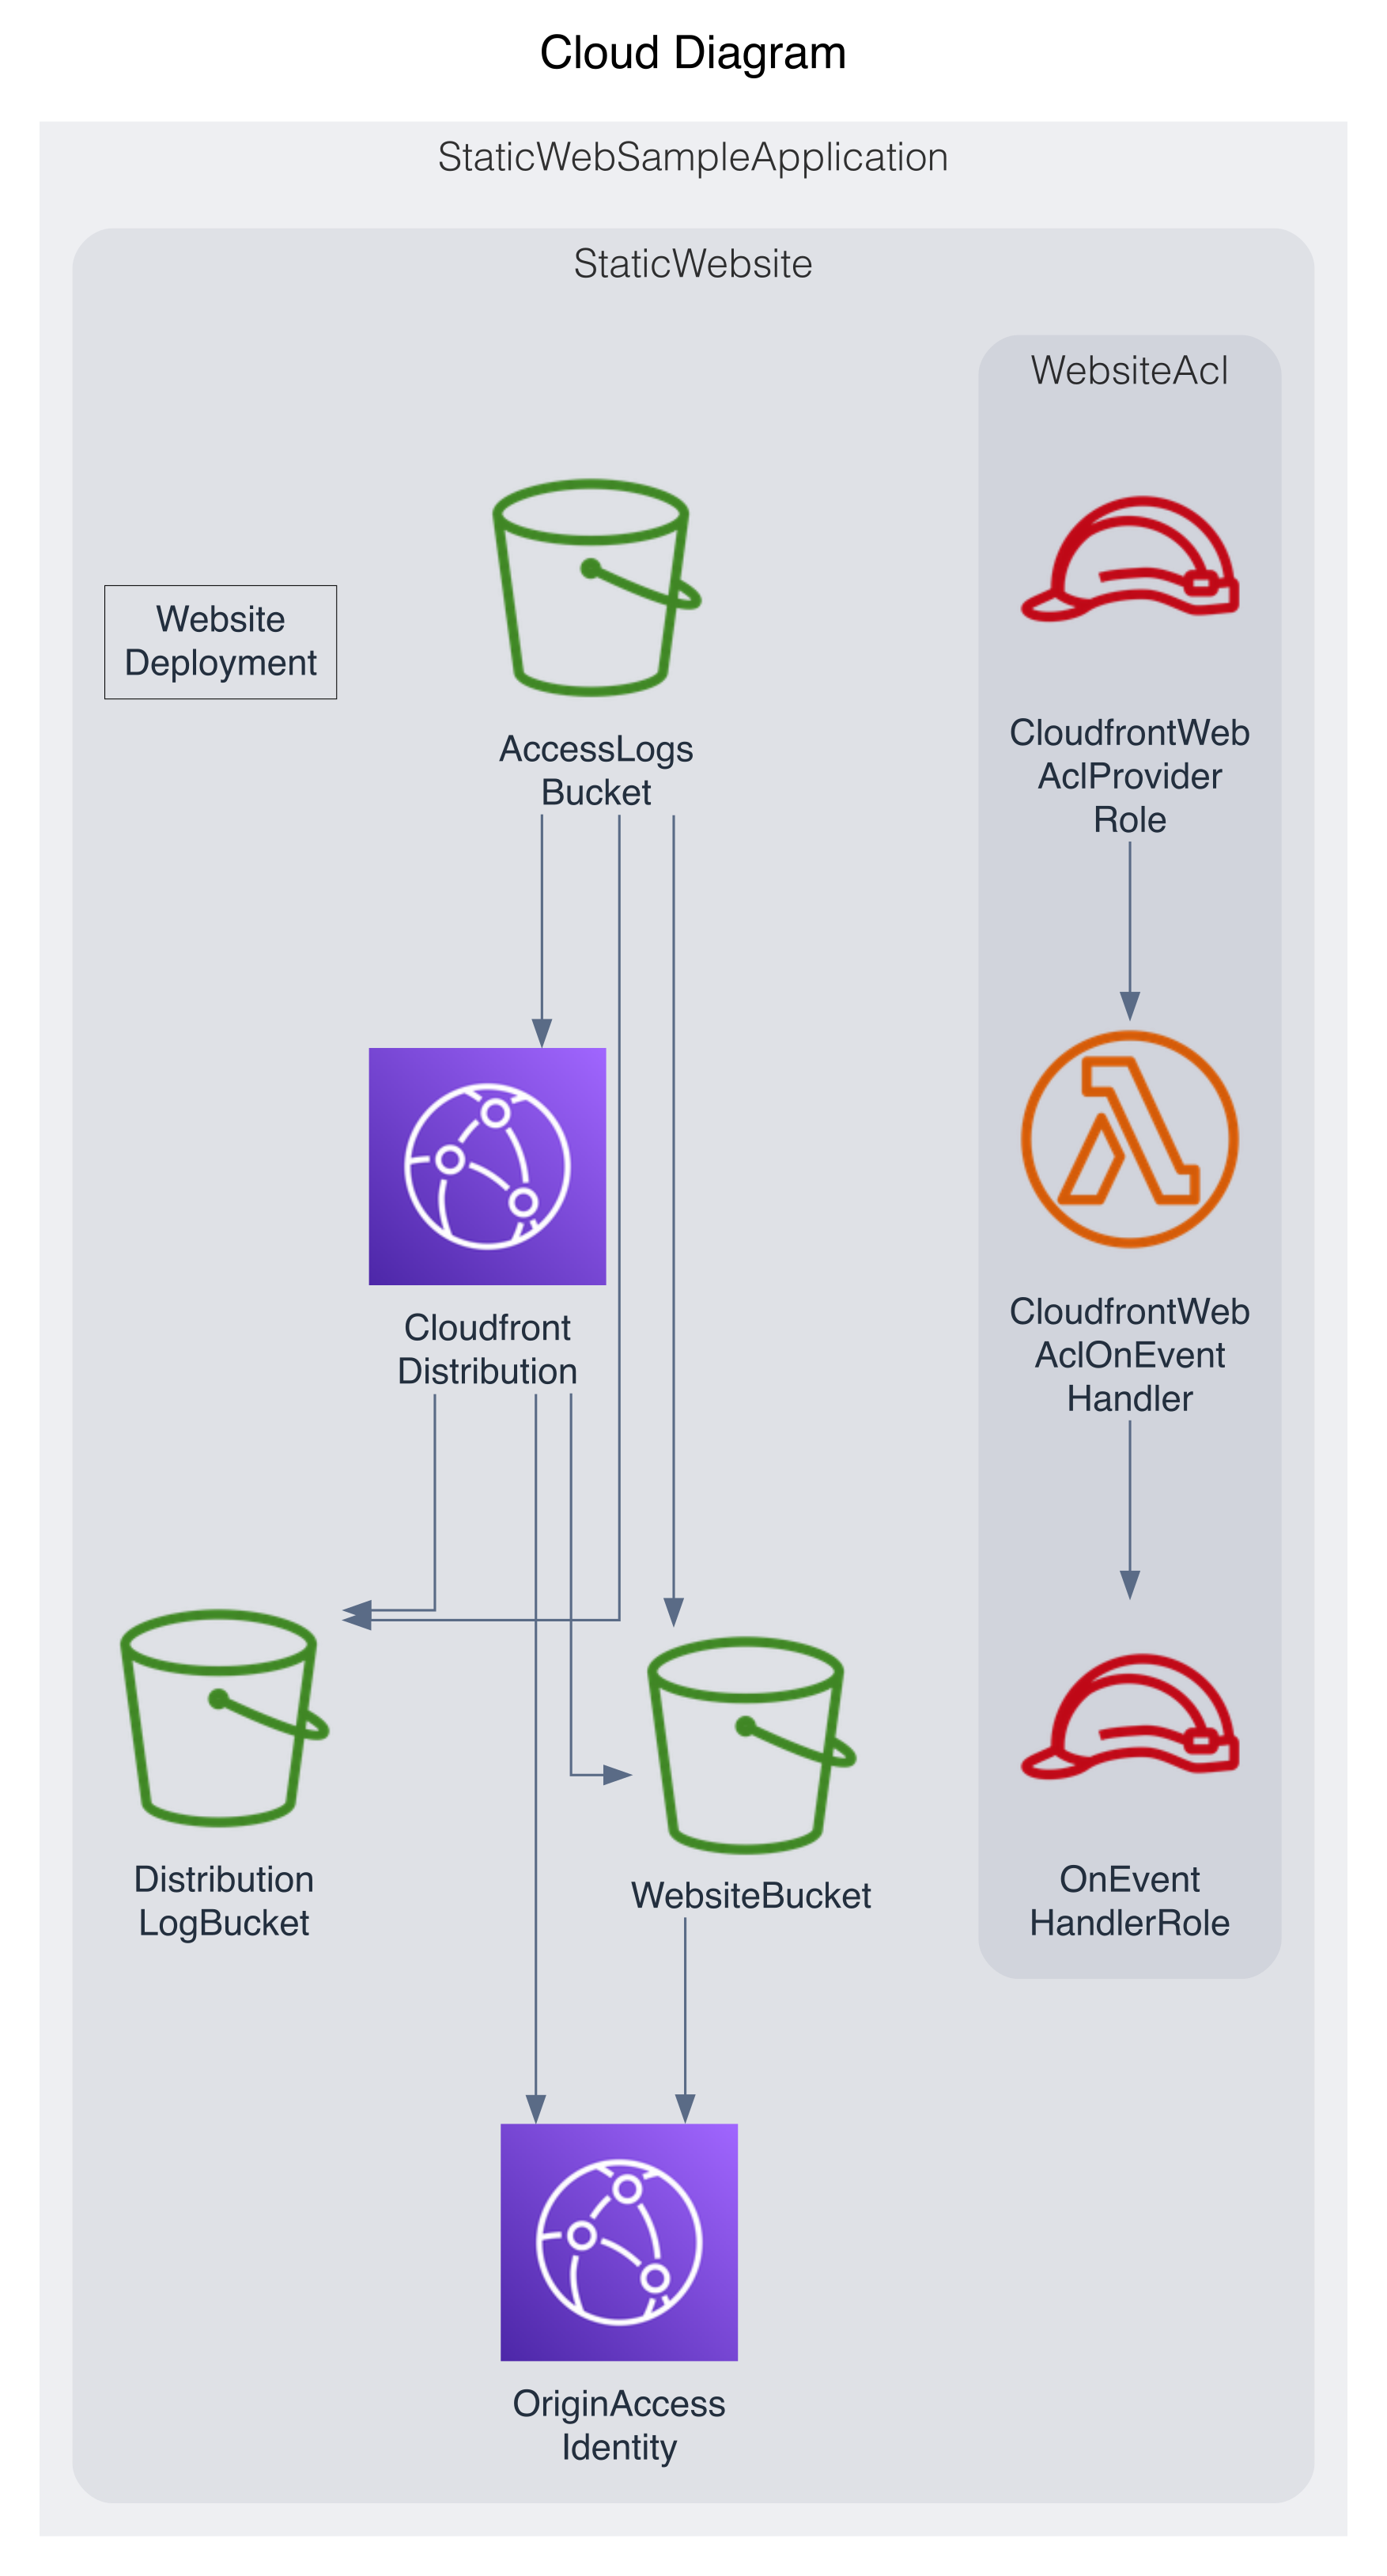 Cloud Diagram
StaticWebSampleApplication
StaticWebsite
WebsiteAcl
Website
Deployment
AccessLogs
Bucket
CloudfrontWeb
AclProvider
Role
Cloudfront
Distribution
CloudfrontWeb
AclOnEvent
Handler
Distribution
LogBucket
WebsiteBucket
OnEvent
HandlerRole
OriginAccess
Identity